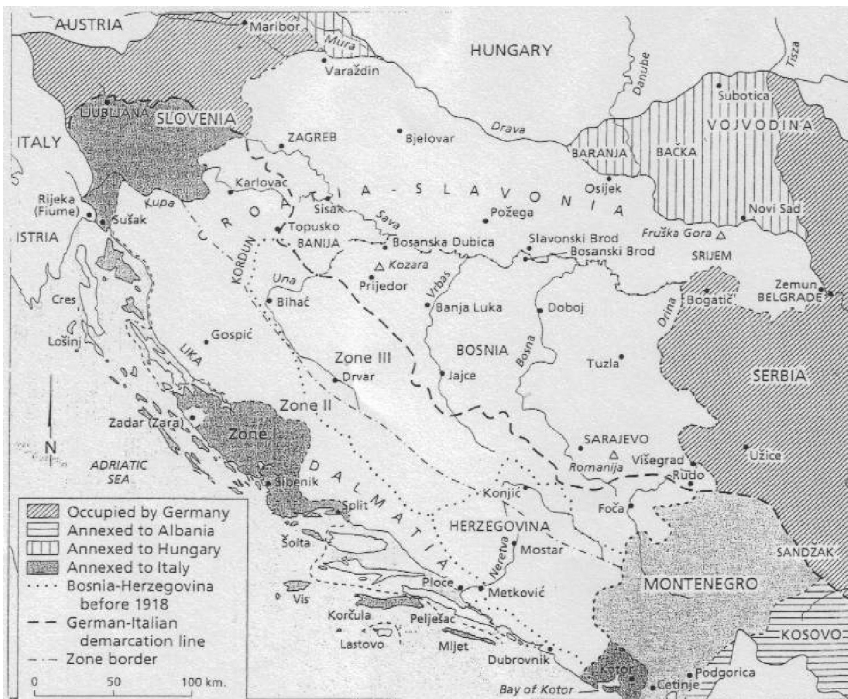 AUSTRIA
Maribor
Mura
HUNGARY
Danube
Tisza
Varaždin
Subotica
LJUBLJANA
SLOVENIA
Drava
VOJVODINA
ITALY
ZAGREB
Bjelovar
BARANJA
BAČKA
Osijek
Karlovac
CROATIA-SLAVONIA
Rijeka
(Fiume)
Sušak
Kupa
Sisak
Sava
Požega
Novi Sad
Topusko
BANIJA
Bosanska Dubica
Slavonski Brod
Bosanski Brod
Fruška Gora
SRIJEM
ISTRIA
KORDUN
Kozara
Una
Prijedor
Vrbas
Zemun
BELGRADE
Bogatić
Cres
Bihać
Banja Luka
Doboj
Drina
Lošinj
Gospić
BOSNIA
Bosna
Tuzla
LIKA
Zone III
Jajce
SERBIA
Drvar
Zone II
N
Zadar (Zara)
Zone I
SARAJEVO
Užice
ADRIATIC
SEA
Romanija
Višegrad
Rudo
Šibenik
DALMATIA
Konjić
Foča
Split
HERZEGOVINA
Šolta
Neretva
Mostar
SANDZAK
MONTENEGRO
Vis
Ploče
Metković
Korčula
Pelješac
KOSOVO
Lastovo
Mljet
Dubrovnik
Kotor
Podgorica
Cetinje
Bay of Kotor
Occupied by Germany
Annexed to Albania
Annexed to Hungary
Annexed to Italy
Bosnia-Herzegovina
before 1918
German-Italian
demarcation line
Zone border
0 50 100 km.